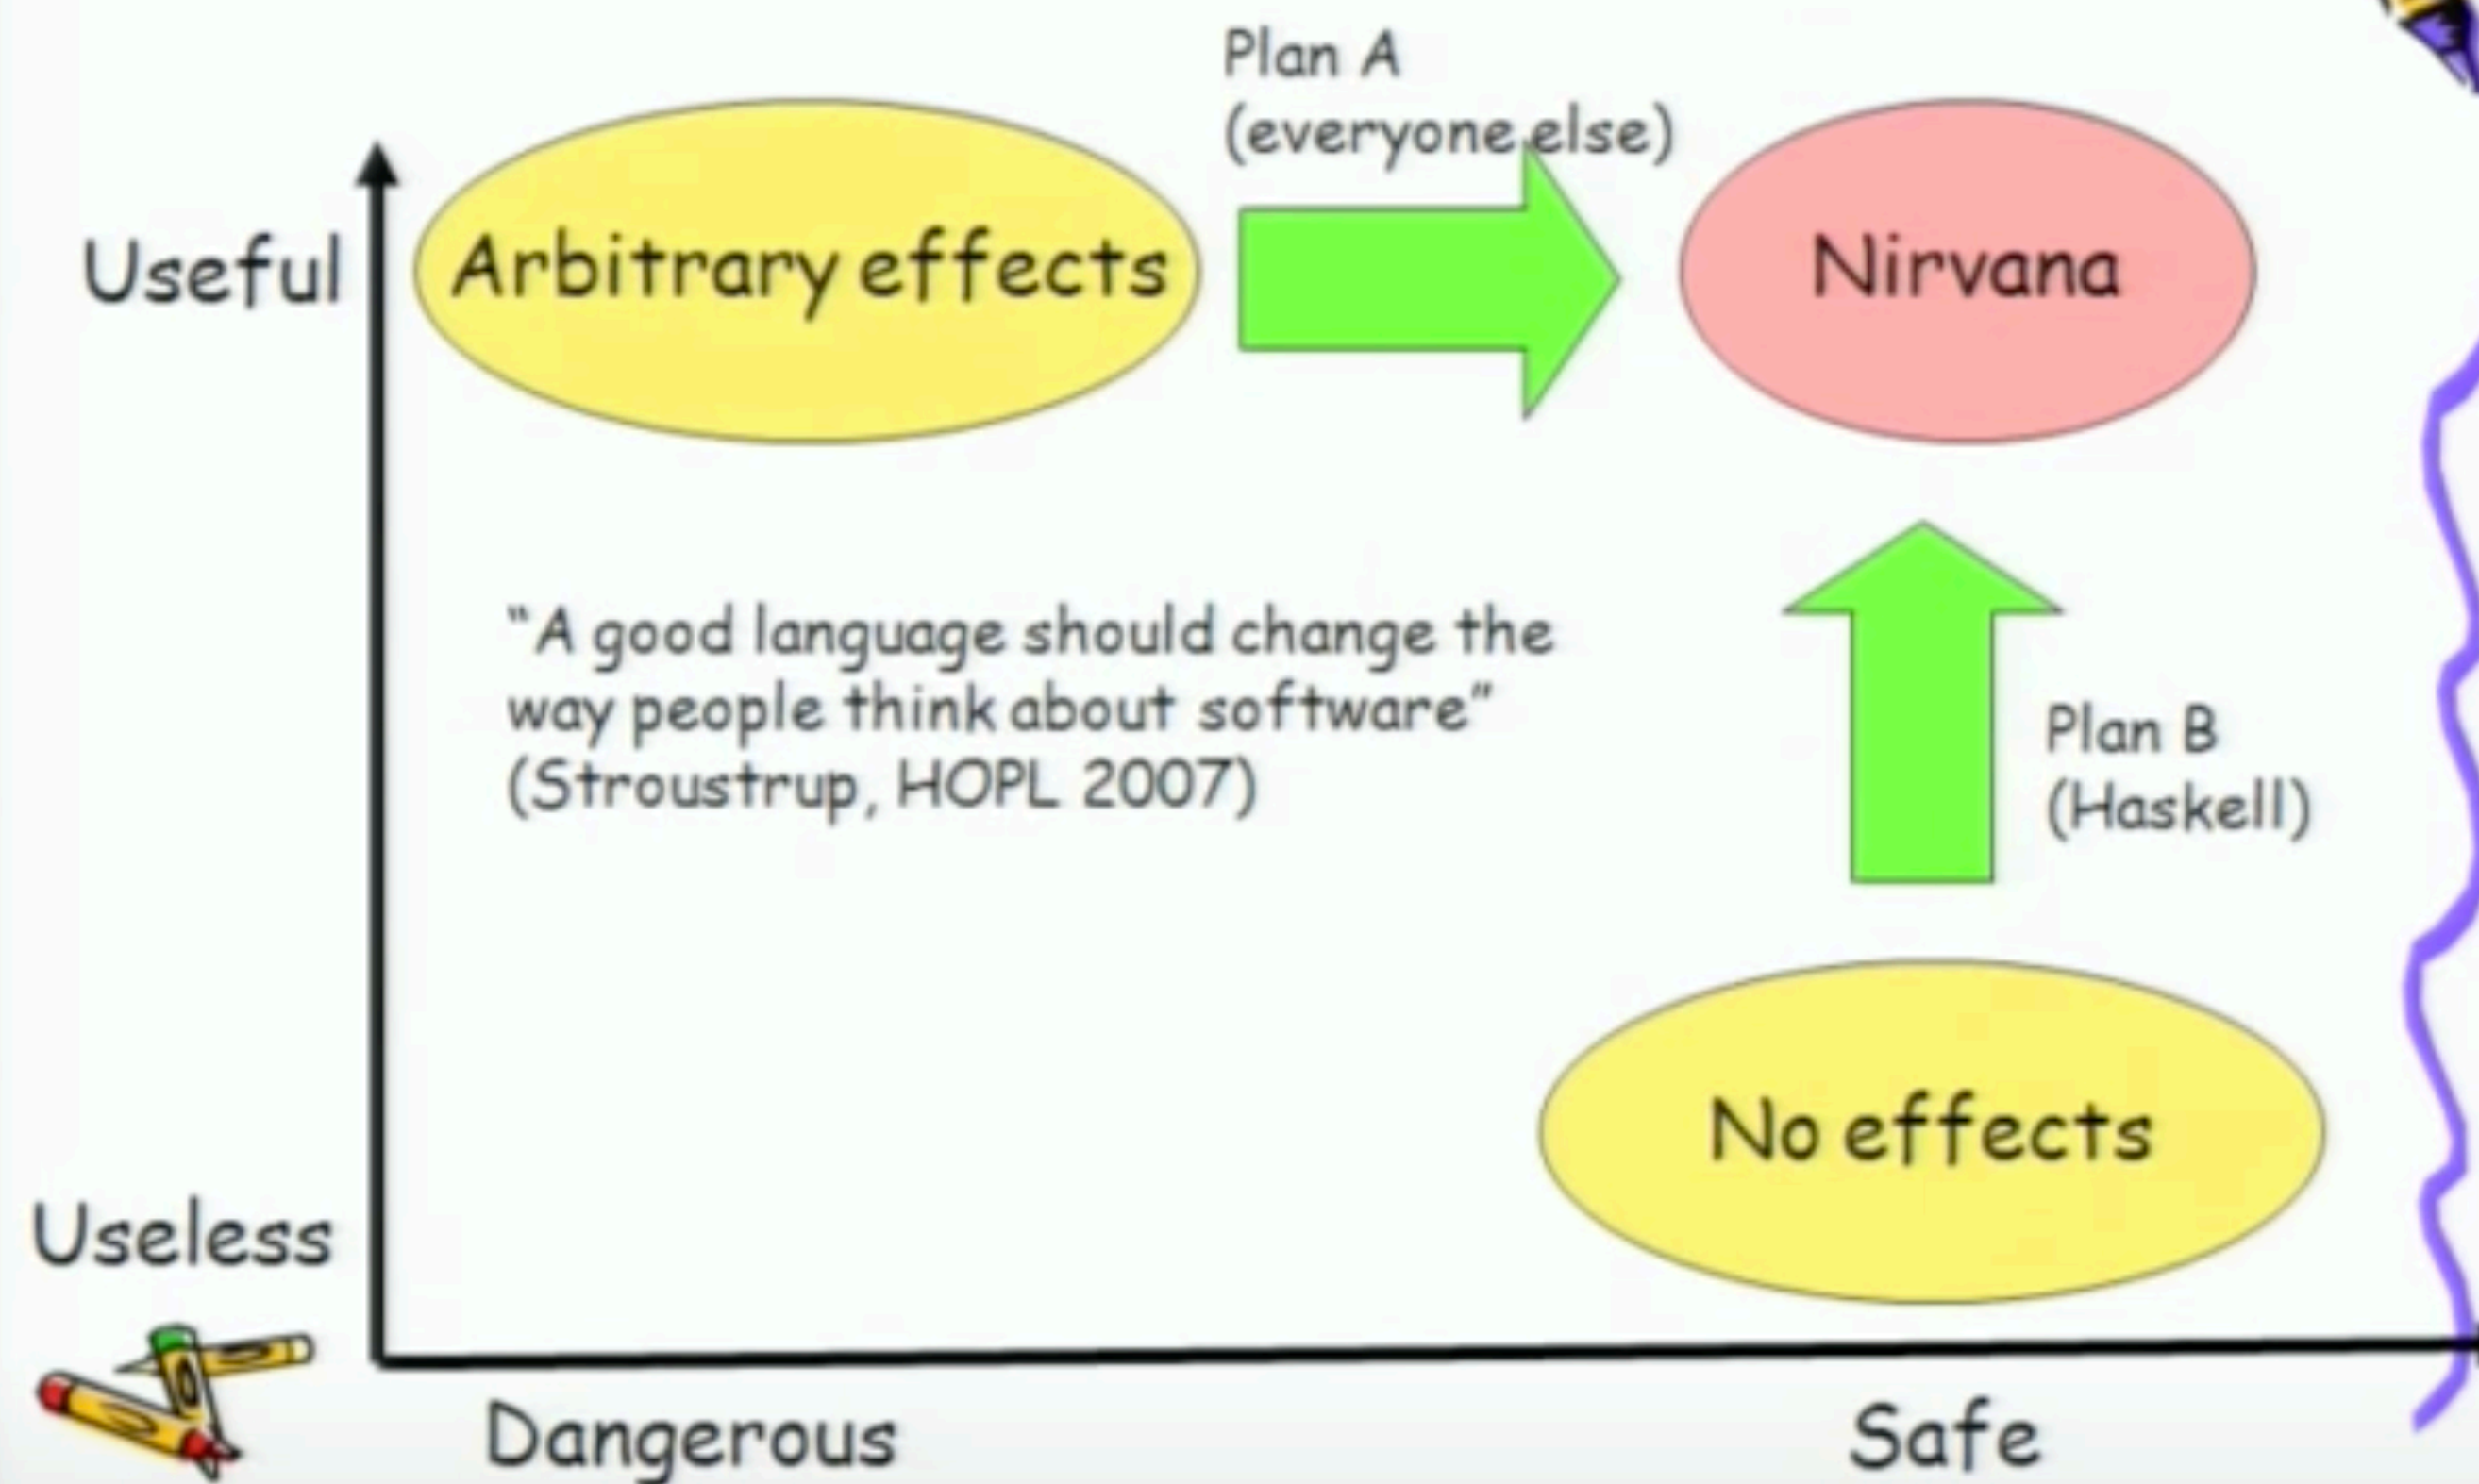 Plan A
(everyone else)
Useful
Arbitrary effects
Nirvana
“A good language should change the
way people think about software”
(Stroustrup, HOPL 2007)
Plan B
(Haskell)
No effects
Useless
Dangerous
Safe